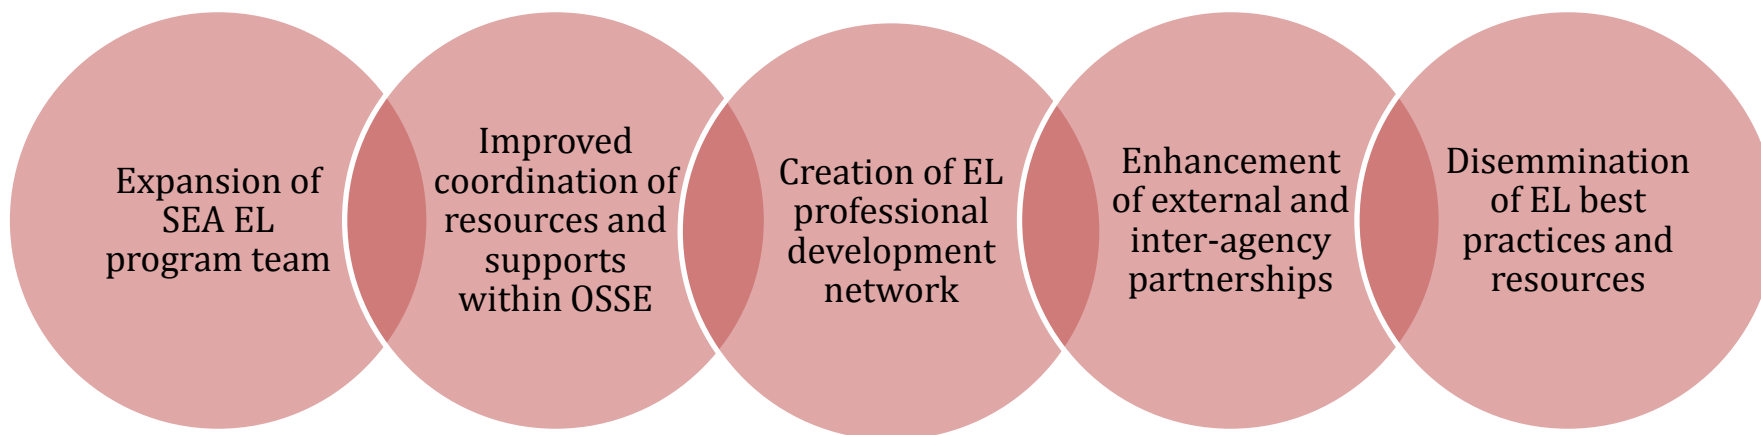 Expansion of
SEA EL
program team
Improved
coordination of
resources and
supports
within OSSE
Creation of EL
professional
development
network
Enhancement
of external and
inter-agency
partnerships
Disemmination
of EL best
practices and
resources